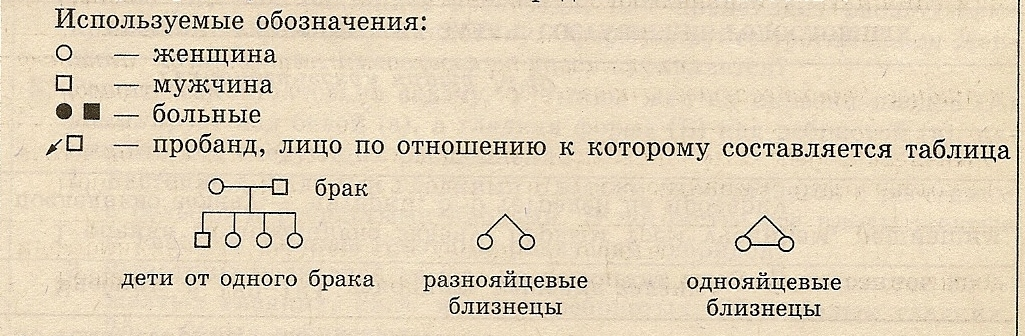 Используемые обозначения:
— женщина
— мужчина
— больные
— пробанд, лицо по отношению к которому составляется таблица
брак
дети от одного брака
разнояйцевые
близнецы
однояйцевые
близнецы